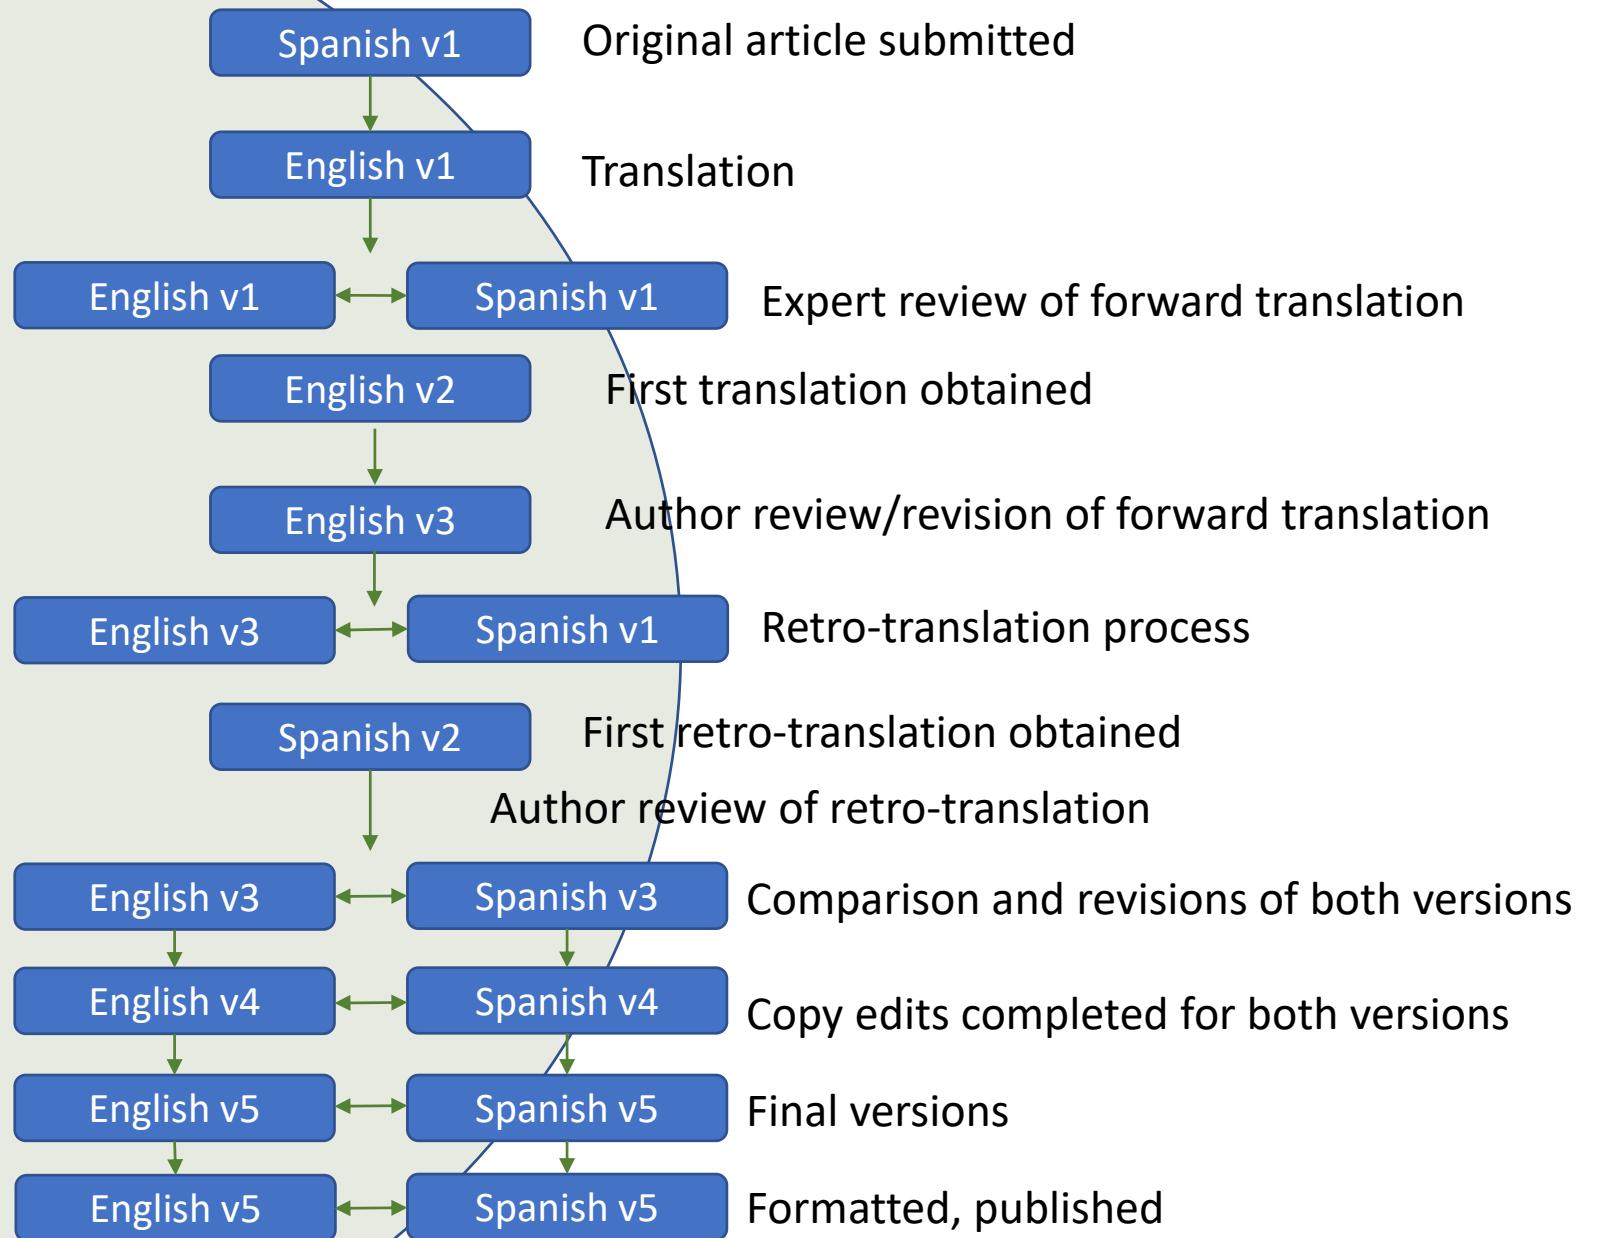 Spanish v1 Original article submitted
English v1 Translation
English v1 Spanish v1 Expert review of forward translation
English v2 First translation obtained
English v3 Author review/revision of forward translation
English v3 Spanish v1 Retro-translation process
Spanish v2 First retro-translation obtained
Author review of retro-translation
English v3 Spanish v3 Comparison and revisions of both versions
English v4 Spanish v4 Copy edits completed for both versions
English v5 Spanish v5 Final versions
English v5 Spanish v5 Formatted, published